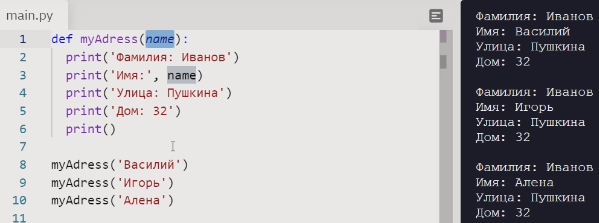 main.py
1 def myAdress(name):
2 print('Фамилия: Иванов')
3 print('Имя:', name)
4 print('Улица: Пушкина')
5 print('Дом: 32')
6 print()
7
8 myAdress('Василий')
9 myAdress('Игорь')
10 myAdress('Алена')
11
Фамилия: Иванов
Имя: Василий
Улица: Пушкина
Дом: 32
Фамилия: Иванов
Имя: Игорь
Улица: Пушкина
Дом: 32
Фамилия: Иванов
Имя: Алена
Улица: Пушкина
Дом: 32